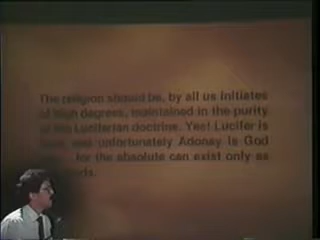 The religion should be, by all us initiates
of high degrees, maintained in the purity
of the Luciferian doctrine. Yes! Lucifer is
and unfortunately Adonay is God
for the absolute can exist only as